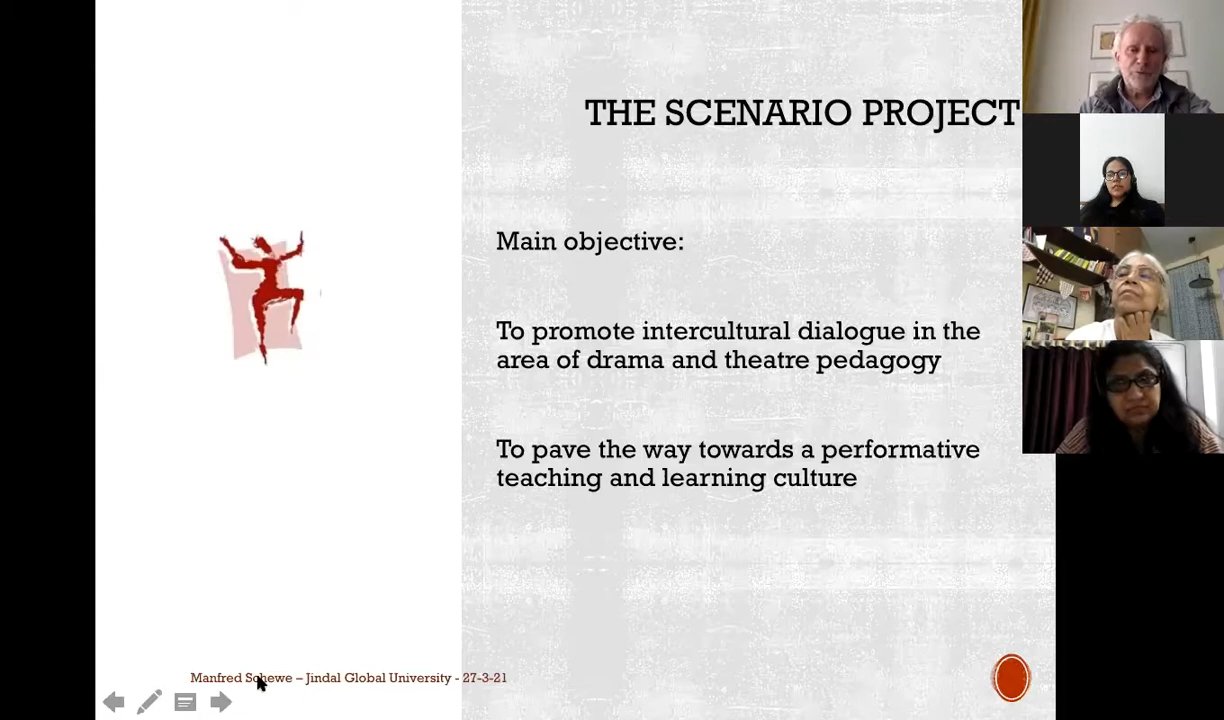 THE SCENARIO PROJECT
Main objective:
To promote intercultural dialogue in the
area of drama and theatre pedagogy
To pave the way towards a performative
teaching and learning culture
Manfred Schewe – Jindal Global University - 27-3-21